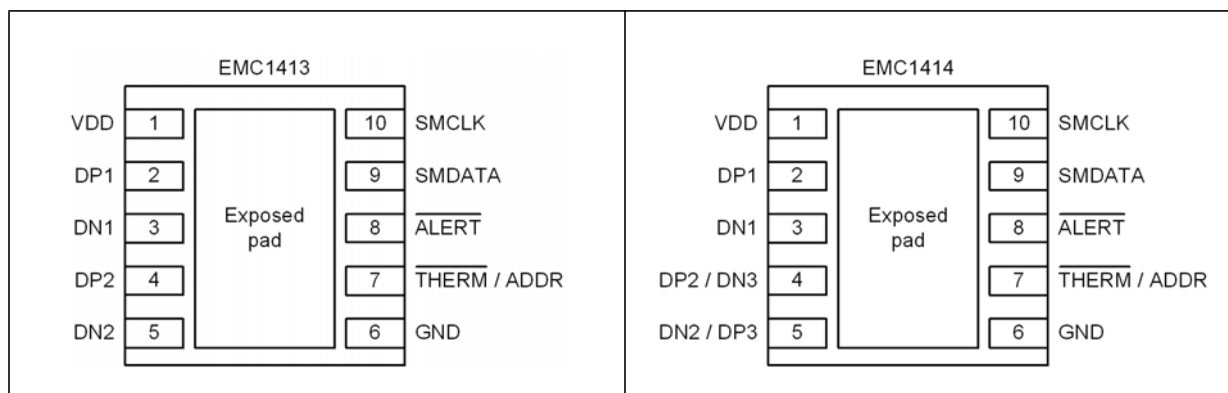 EMC1413
VDD 1 10 SMCLK
DP1 2 9 SMDATA
DN1 3 Exposed 8 ALERT
pad
DP2 4 7 THERM / ADDR
DN2 5 6 GND
EMC1414
VDD 1 10 SMCLK
DP1 2 9 SMDATA
DN1 3 Exposed 8 ALERT
pad
DP2 / DN3 4 7 THERM / ADDR
DN2 / DP3 5 6 GND